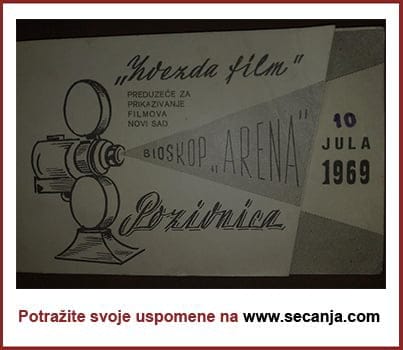 „Zvezda film"
PREDUZEĆE ZA
PRIKAZIVANJE
FILMOVA
NOVI SAD
BIOSKOP „ARENA"
10
JULA
1969
Pozivnica
Potražite svoje uspomene na www.secanja.com